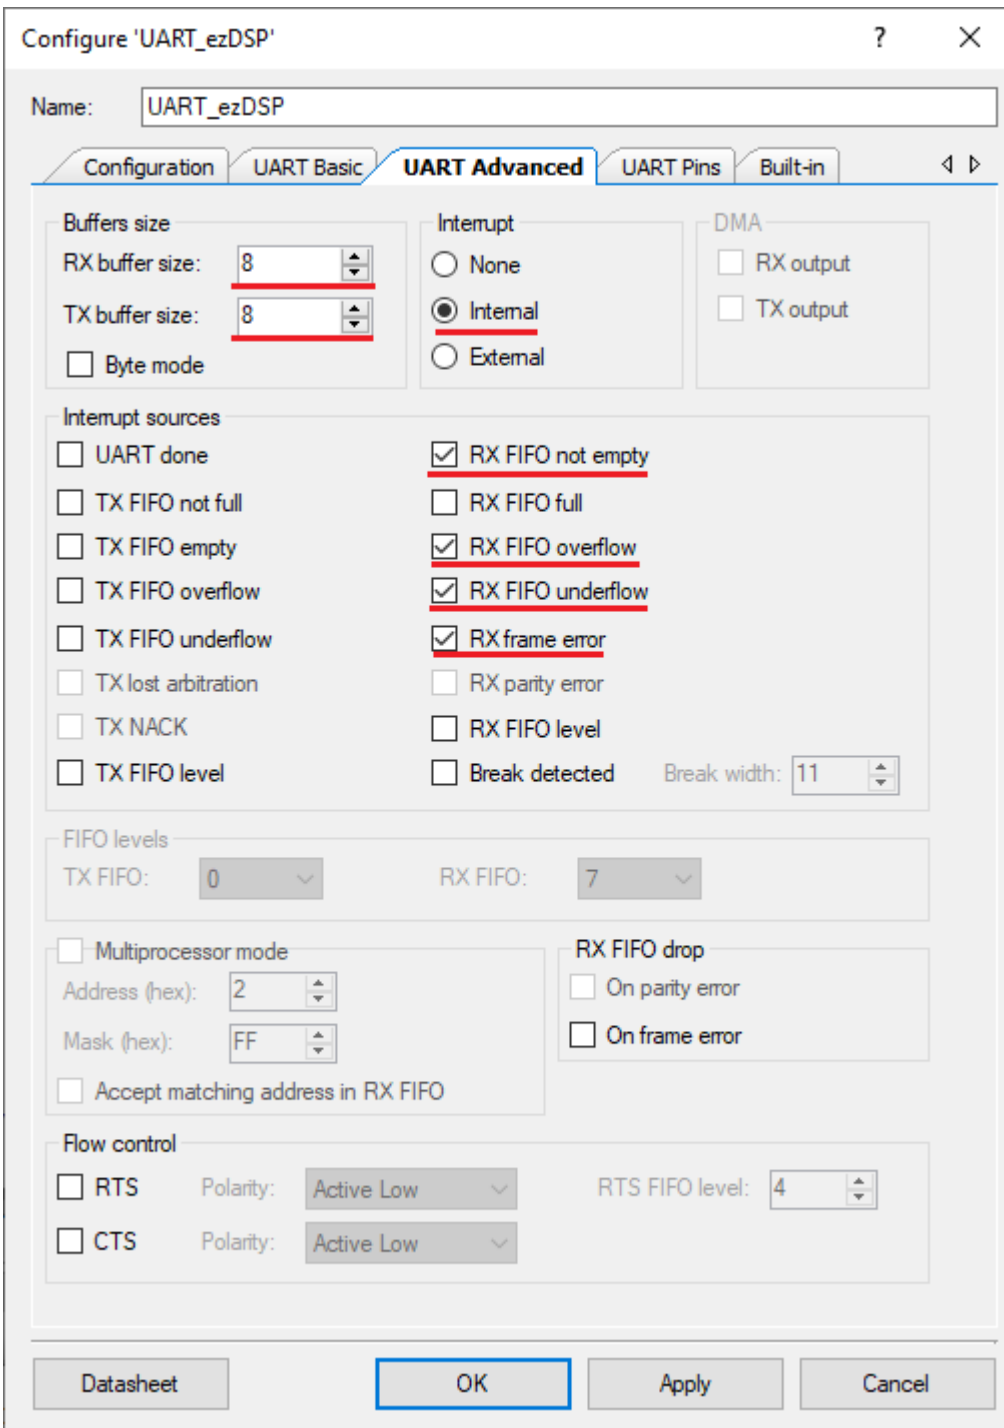 Configure 'UART_ezDSP' ? ×
Name: UART_ezDSP
Configuration UART Basic UART Advanced UART Pins Built-in
Buffers size Interrupt DMA
RX buffer size: 8 None RX output
TX buffer size: 8 Internal TX output
Byte mode External
Interrupt sources
UART done RX FIFO not empty
TX FIFO not full RX FIFO full
TX FIFO empty RX FIFO overflow
TX FIFO overflow RX FIFO underflow
TX FIFO underflow RX frame error
TX lost arbitration RX parity error
TX NACK RX FIFO level
TX FIFO level Break detected Break width: 11
FIFO levels
TX FIFO: 0 RX FIFO: 7
Multiprocessor mode RX FIFO drop
Address (hex): 2 On parity error
Mask (hex): FF On frame error
Accept matching address in RX FIFO
Flow control
RTS Polarity: Active Low RTS FIFO level: 4
CTS Polarity: Active Low
Datasheet OK Apply Cancel